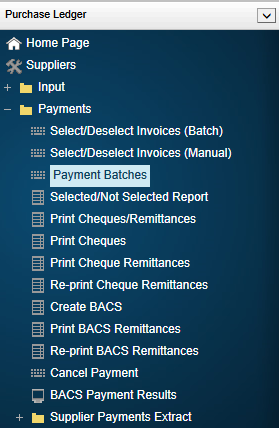 Purchase Ledger
Home Page
Suppliers
Input
Payments
Select/Deselect Invoices (Batch)
Select/Deselect Invoices (Manual)
Payment Batches
Selected/Not Selected Report
Print Cheques/Remittances
Print Cheques
Print Cheque Remittances
Re-print Cheque Remittances
Create BACS
Print BACS Remittances
Re-print BACS Remittances
Cancel Payment
BACS Payment Results
Supplier Payments Extract